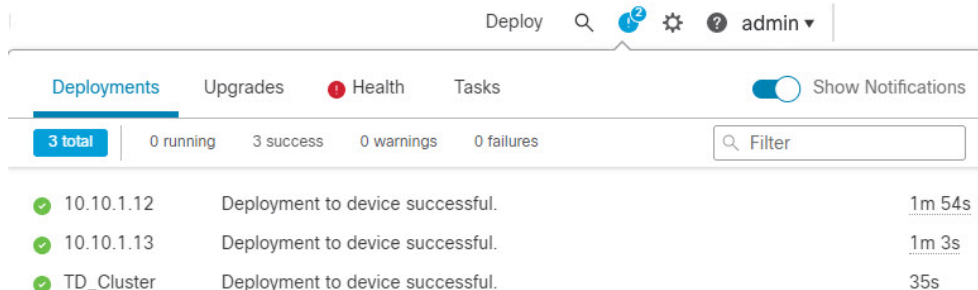 Deploy 2 ? admin
Deployments Upgrades ! Health Tasks Show Notifications
3 total 0 running 3 success 0 warnings 0 failures Filter
10.10.1.12 Deployment to device successful. 1m 54s
10.10.1.13 Deployment to device successful. 1m 3s
TD_Cluster Deployment to device successful. 35s